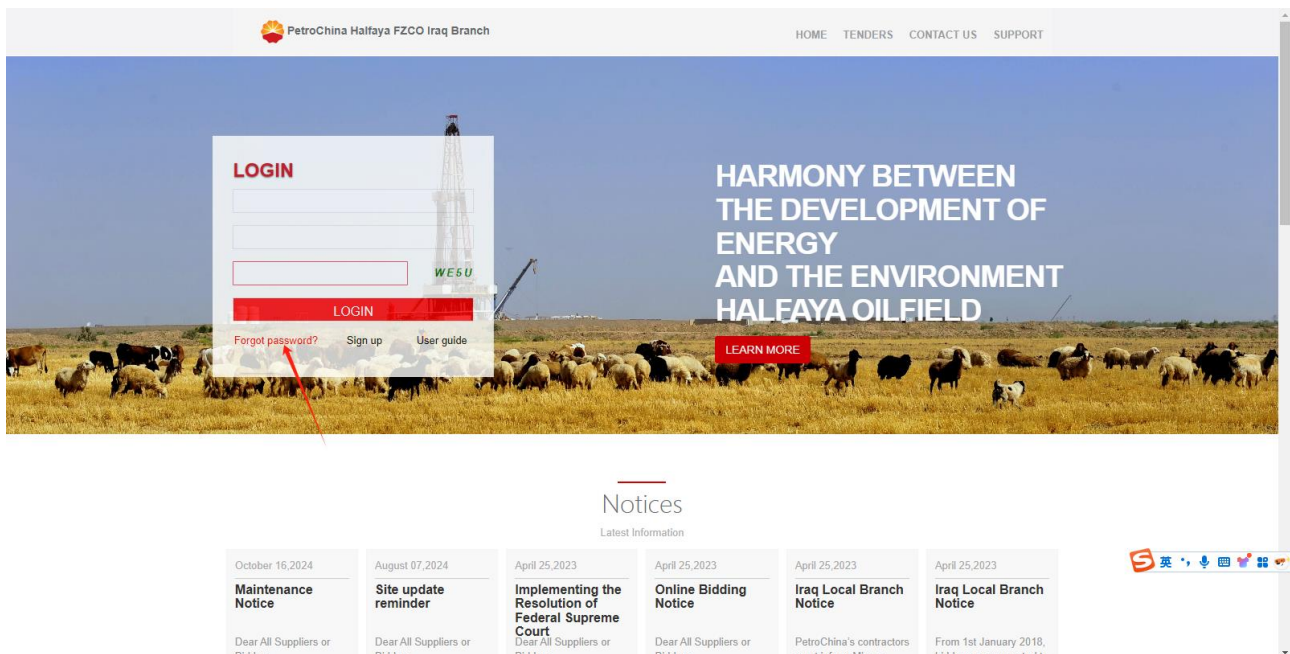 PetroChina Halfaya FZCO Iraq Branch
HOME TENDERS CONTACT US SUPPORT
LOGIN
WE5U
LOGIN
Forgot password? Sign up User guide
HARMONY BETWEEN
THE DEVELOPMENT OF
ENERGY
AND THE ENVIRONMENT
HALFAYA OILFIELD
LEARN MORE
Notices
Latest Information
October 16,2024
Maintenance
Notice
Dear All Suppliers or
August 07,2024
Site update
reminder
Dear All Suppliers or
April 25,2023
Implementing the
Resolution of
Federal Supreme
Court
Dear All Suppliers or
April 25,2023
Online Bidding
Notice
Dear All Suppliers or
April 25,2023
Iraq Local Branch
Notice
PetroChina's contractors
April 25,2023
Iraq Local Branch
Notice
From 1st January 2018,
英